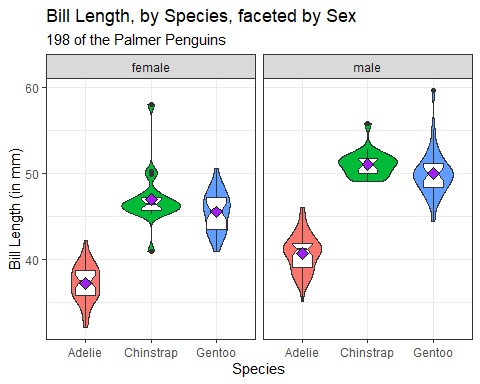 Bill Length, by Species, faceted by Sex
198 of the Palmer Penguins
female
male
60
50
40
Bill Length (in mm)
Adelie Chinstrap Gentoo
Adelie Chinstrap Gentoo
Species